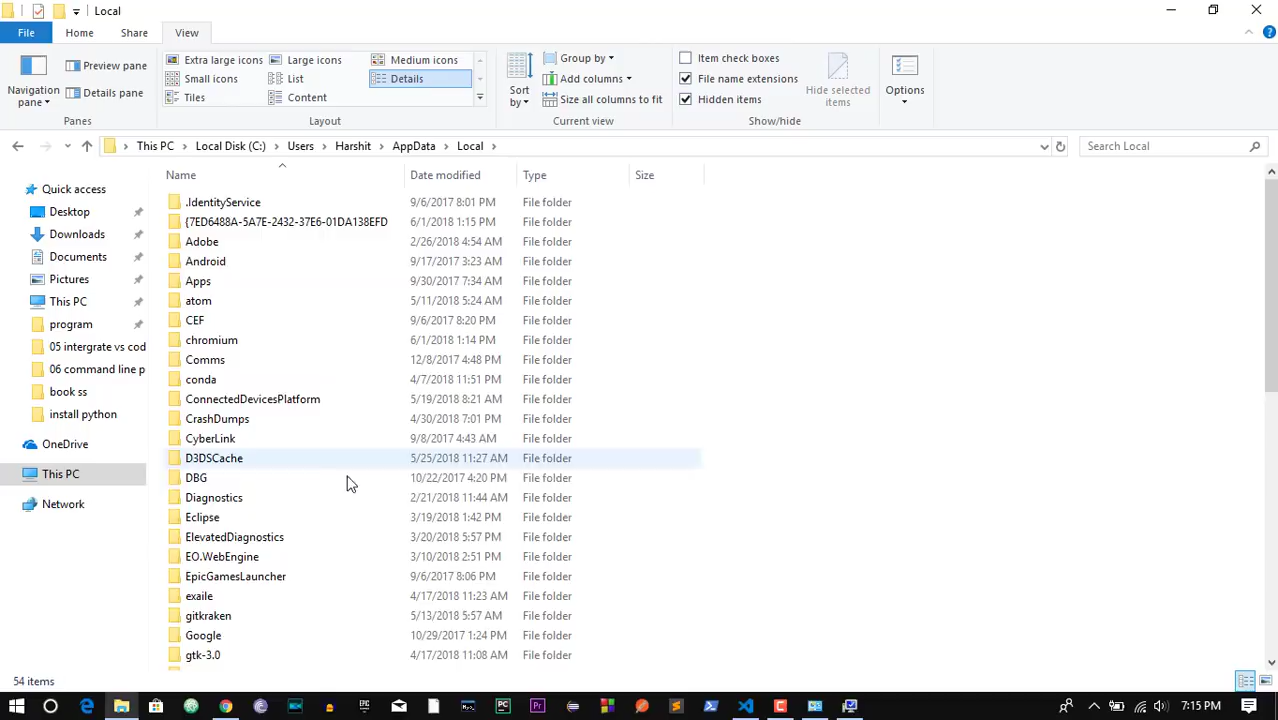 Local
File Home Share View
Extra large icons Large icons Medium icons
Small icons List Details
Tiles Content
Preview pane
Details pane
Navigation pane
Sort by
Group by
Add columns
Size all columns to fit
Item check boxes
File name extensions
Hidden items
Hide selected items
Options
Panes Layout Current view Show/hide
This PC Local Disk (C:) Users Harshit AppData Local
Search Local
Name Date modified Type Size
Quick access
Desktop
Downloads
Documents
Pictures
This PC
program
05 intergrate vs cod
06 command line p
book ss
install python
OneDrive
This PC
Network
.IdentityService 9/6/2017 8:01 PM File folder
{7ED6488A-5A7E-2432-37E6-01DA138EFD 6/1/2018 1:15 PM File folder
Adobe 2/26/2018 4:54 AM File folder
Android 9/17/2017 3:23 AM File folder
Apps 9/30/2017 7:34 AM File folder
atom 5/11/2018 5:24 AM File folder
CEF 9/6/2017 8:20 PM File folder
chromium 6/1/2018 1:14 PM File folder
Comms 12/8/2017 4:48 PM File folder
conda 4/7/2018 11:51 PM File folder
ConnectedDevicesPlatform 5/19/2018 8:21 AM File folder
CrashDumps 4/30/2018 7:01 PM File folder
CyberLink 9/8/2017 4:43 AM File folder
D3DSCache 5/25/2018 11:27 AM File folder
DBG 10/22/2017 4:20 PM File folder
Diagnostics 2/21/2018 11:44 AM File folder
Eclipse 3/19/2018 1:42 PM File folder
ElevatedDiagnostics 3/20/2018 5:57 PM File folder
EO.WebEngine 3/10/2018 2:51 PM File folder
EpicGamesLauncher 9/6/2017 8:06 PM File folder
exaile 4/17/2018 11:23 AM File folder
gitkraken 5/13/2018 5:57 AM File folder
Google 10/29/2017 1:24 PM File folder
gtk-3.0 4/17/2018 11:08 AM File folder
54 items
7:15 PM